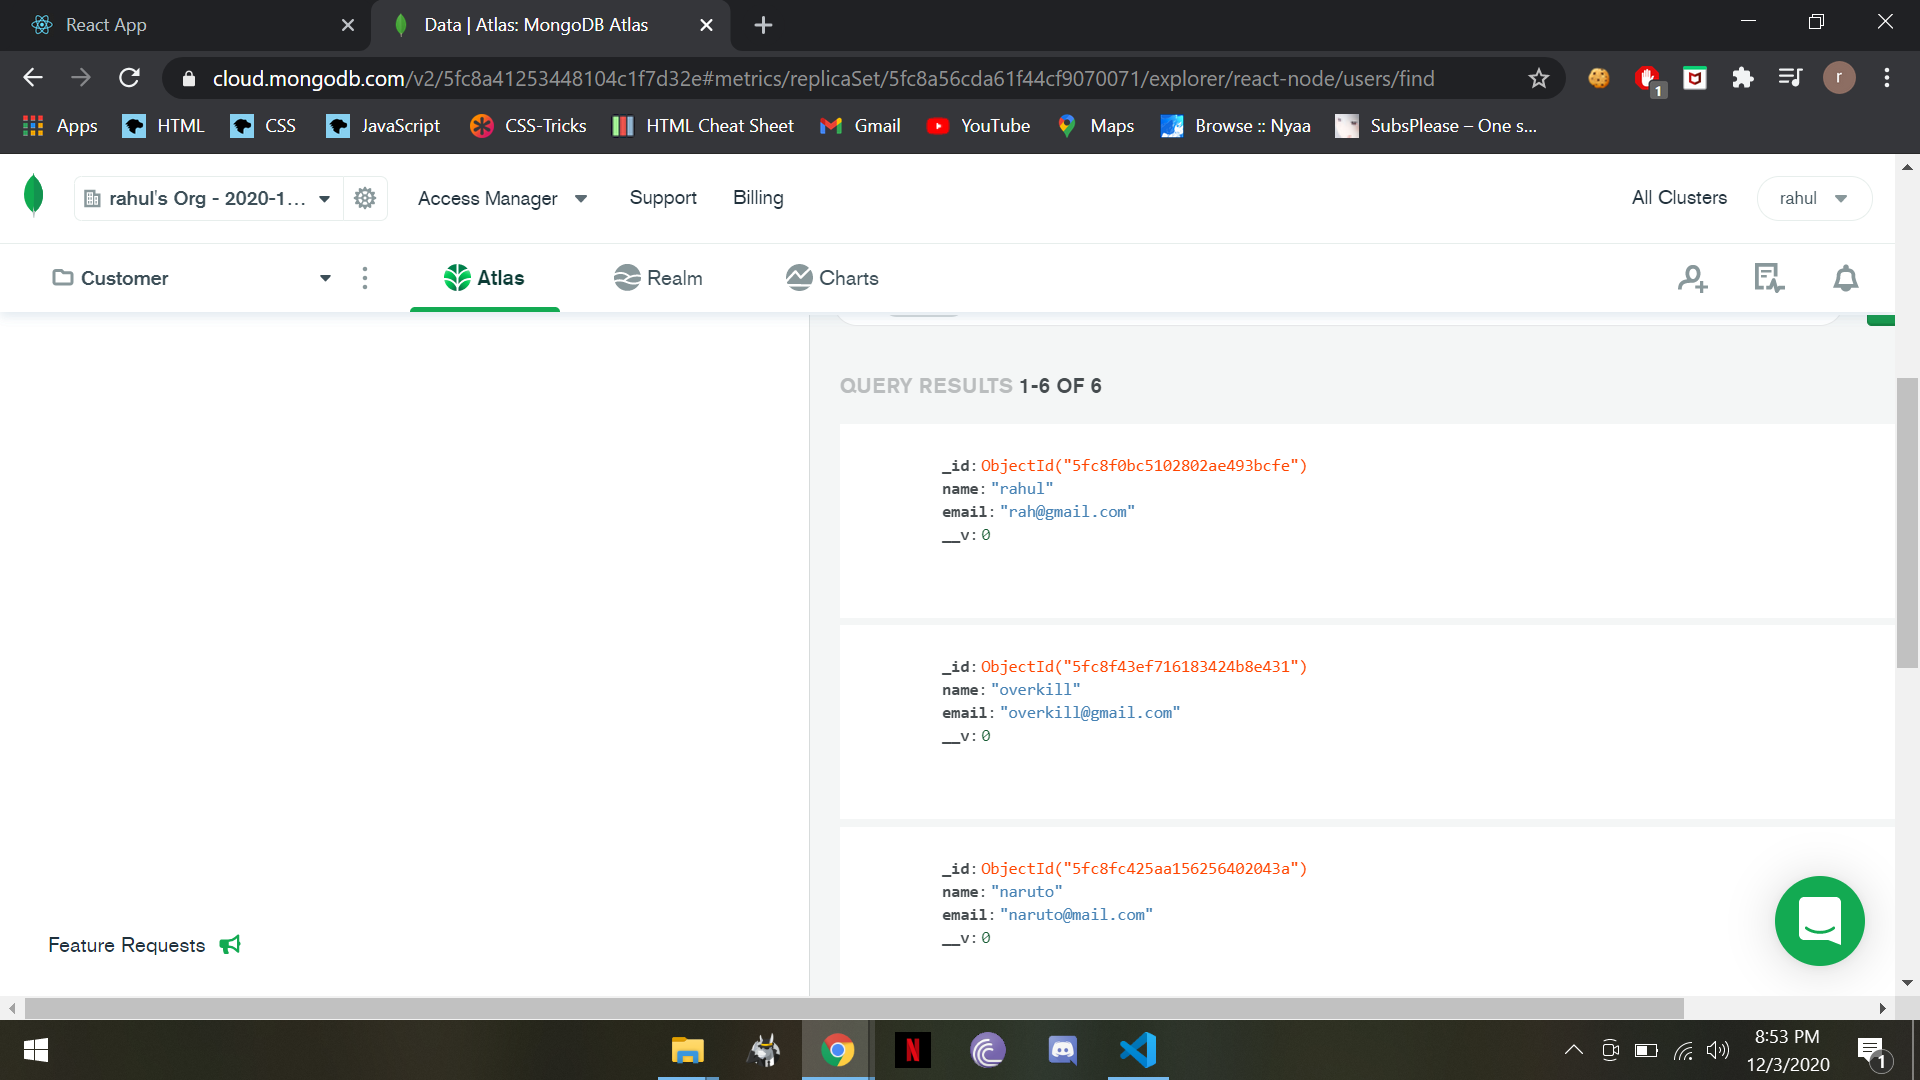 React App
Data | Atlas: MongoDB Atlas
cloud.mongodb.com/v2/5fc8a41253448104c1f7d32e#metrics/replicaSet/5fc8a56cda61f44cf9070071/explorer/react-node/users/find
1
r
Apps HTML CSS JavaScript CSS-Tricks HTML Cheat Sheet Gmail YouTube Maps Browse :: Nyaa SubsPlease – One s...
rahul's Org - 2020-1... Access Manager Support Billing All Clusters rahul
Customer Atlas Realm Charts
QUERY RESULTS 1-6 OF 6
_id: ObjectId("5fc8f0bc5102802ae493bcfe")
name: "rahul"
email: "rah@gmail.com"
__v: 0
_id: ObjectId("5fc8f43ef716183424b8e431")
name: "overkill"
email: "overkill@gmail.com"
__v: 0
_id: ObjectId("5fc8fc425aa156256402043a")
name: "naruto"
email: "naruto@mail.com"
__v: 0
Feature Requests
N
8:53 PM
12/3/2020
1